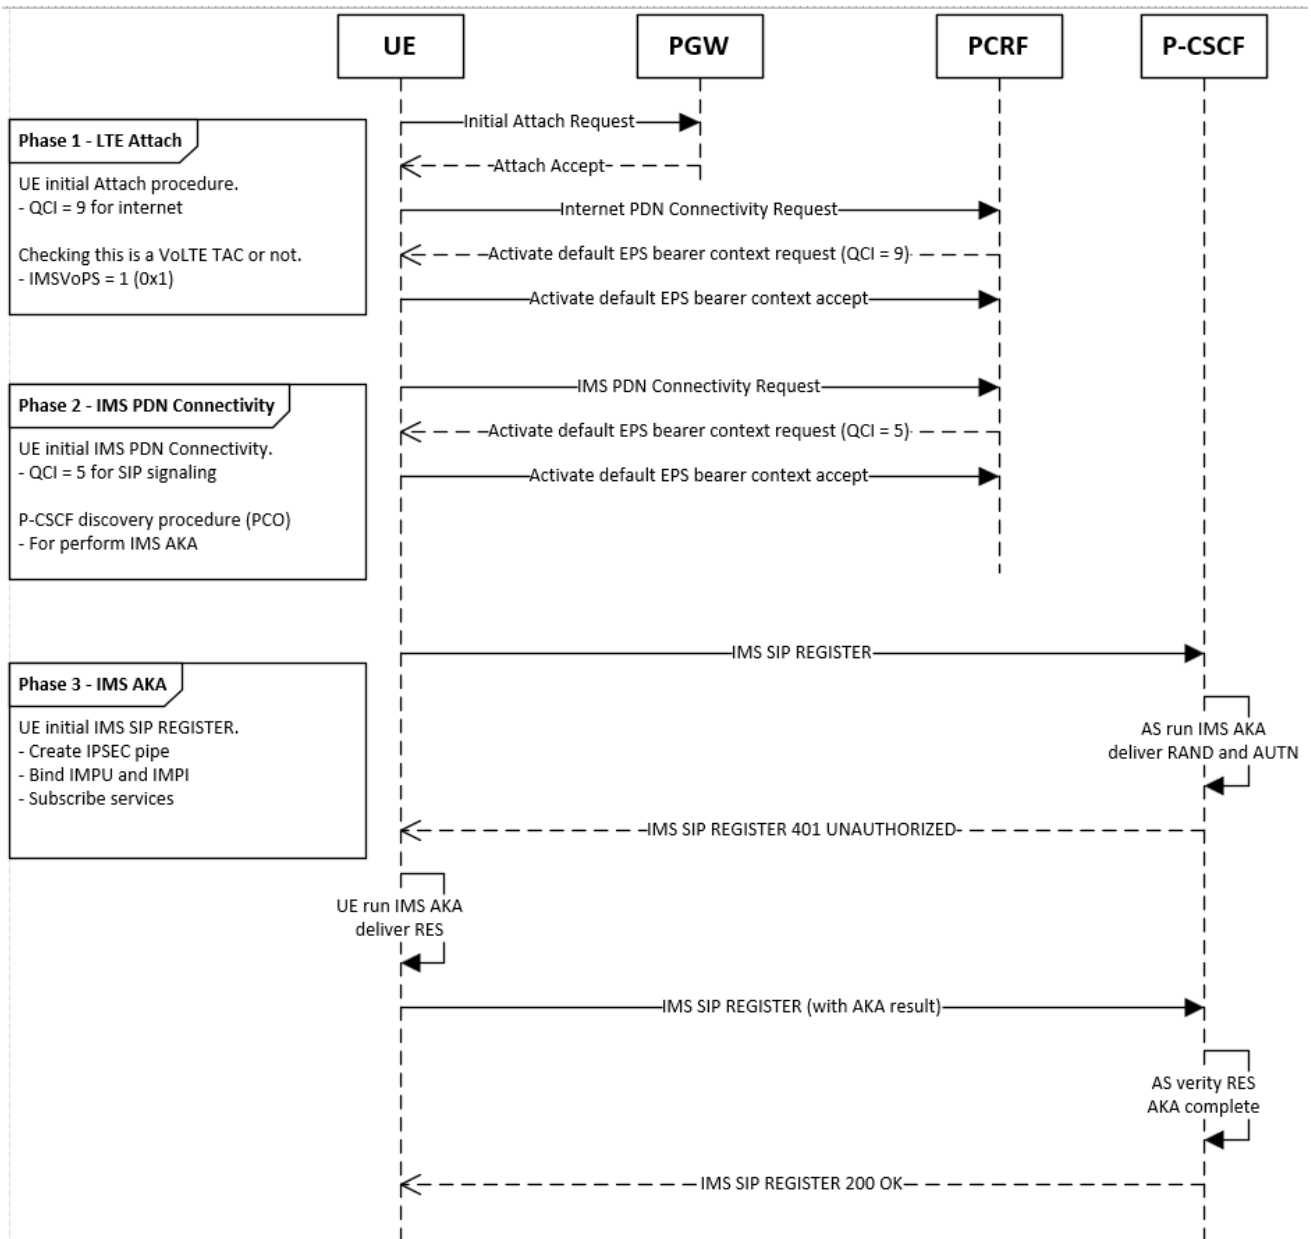 UE
PGW
PCRF
P-CSCF
Initial Attach Request
Phase 1 - LTE Attach
Attach Accept
UE initial Attach procedure.
- QCI = 9 for internet
Internet PDN Connectivity Request
Checking this is a VoLTE TAC or not.
- IMSVoPS = 1 (0x1)
Activate default EPS bearer context request (QCI = 9)
Activate default EPS bearer context accept
IMS PDN Connectivity Request
Phase 2 - IMS PDN Connectivity
Activate default EPS bearer context request (QCI = 5)
UE initial IMS PDN Connectivity.
- QCI = 5 for SIP signaling
Activate default EPS bearer context accept
P-CSCF discovery procedure (PCO)
- For perform IMS AKA
IMS SIP REGISTER
Phase 3 - IMS AKA
UE initial IMS SIP REGISTER.
- Create IPSEC pipe
- Bind IMPU and IMPI
- Subscribe services
AS run IMS AKA
deliver RAND and AUTN
IMS SIP REGISTER 401 UNAUTHORIZED
UE run IMS AKA
deliver RES
IMS SIP REGISTER (with AKA result)
AS verity RES
AKA complete
IMS SIP REGISTER 200 OK